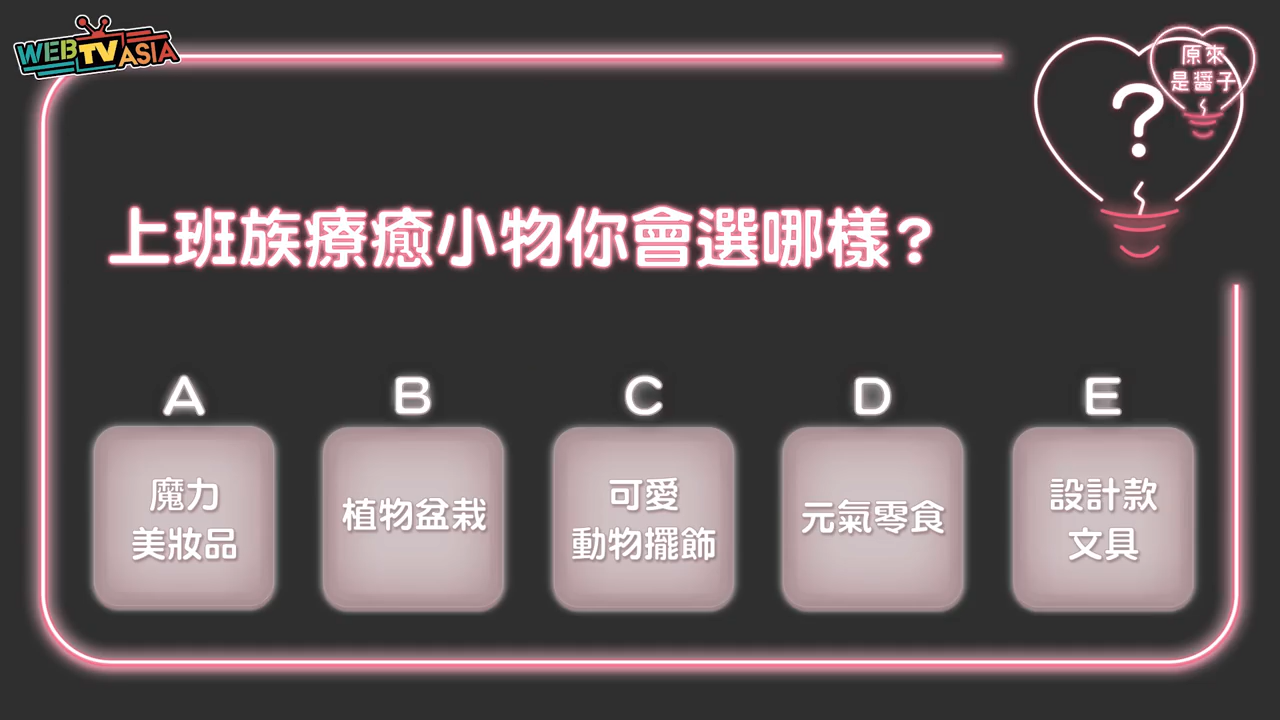 WEBTVASIA
原來
是醬子
?
上班族療癒小物你會選哪樣?
A
B
C
D
E
魔力
美妝品
植物盆栽
可愛
動物擺飾
元氣零食
設計款
文具